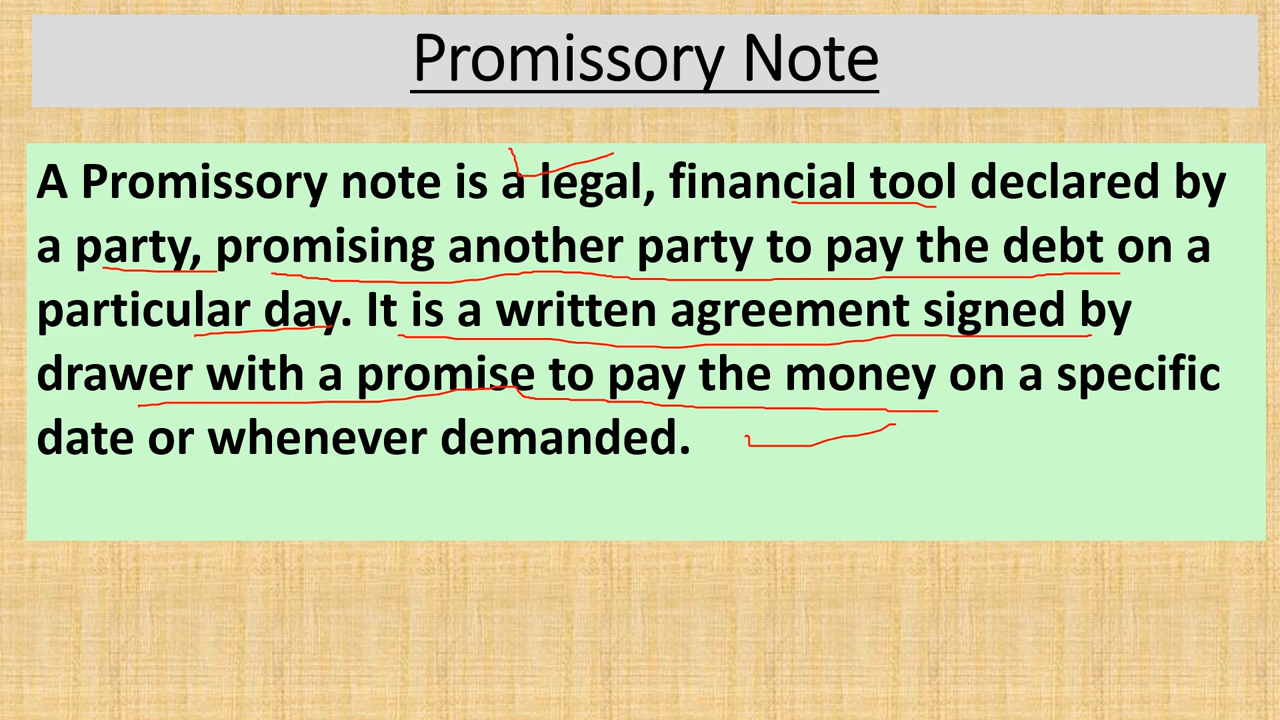 Promissory Note
A Promissory note is a legal, financial tool declared by
a party, promising another party to pay the debt on a
particular day. It is a written agreement signed by
drawer with a promise to pay the money on a specific
date or whenever demanded.